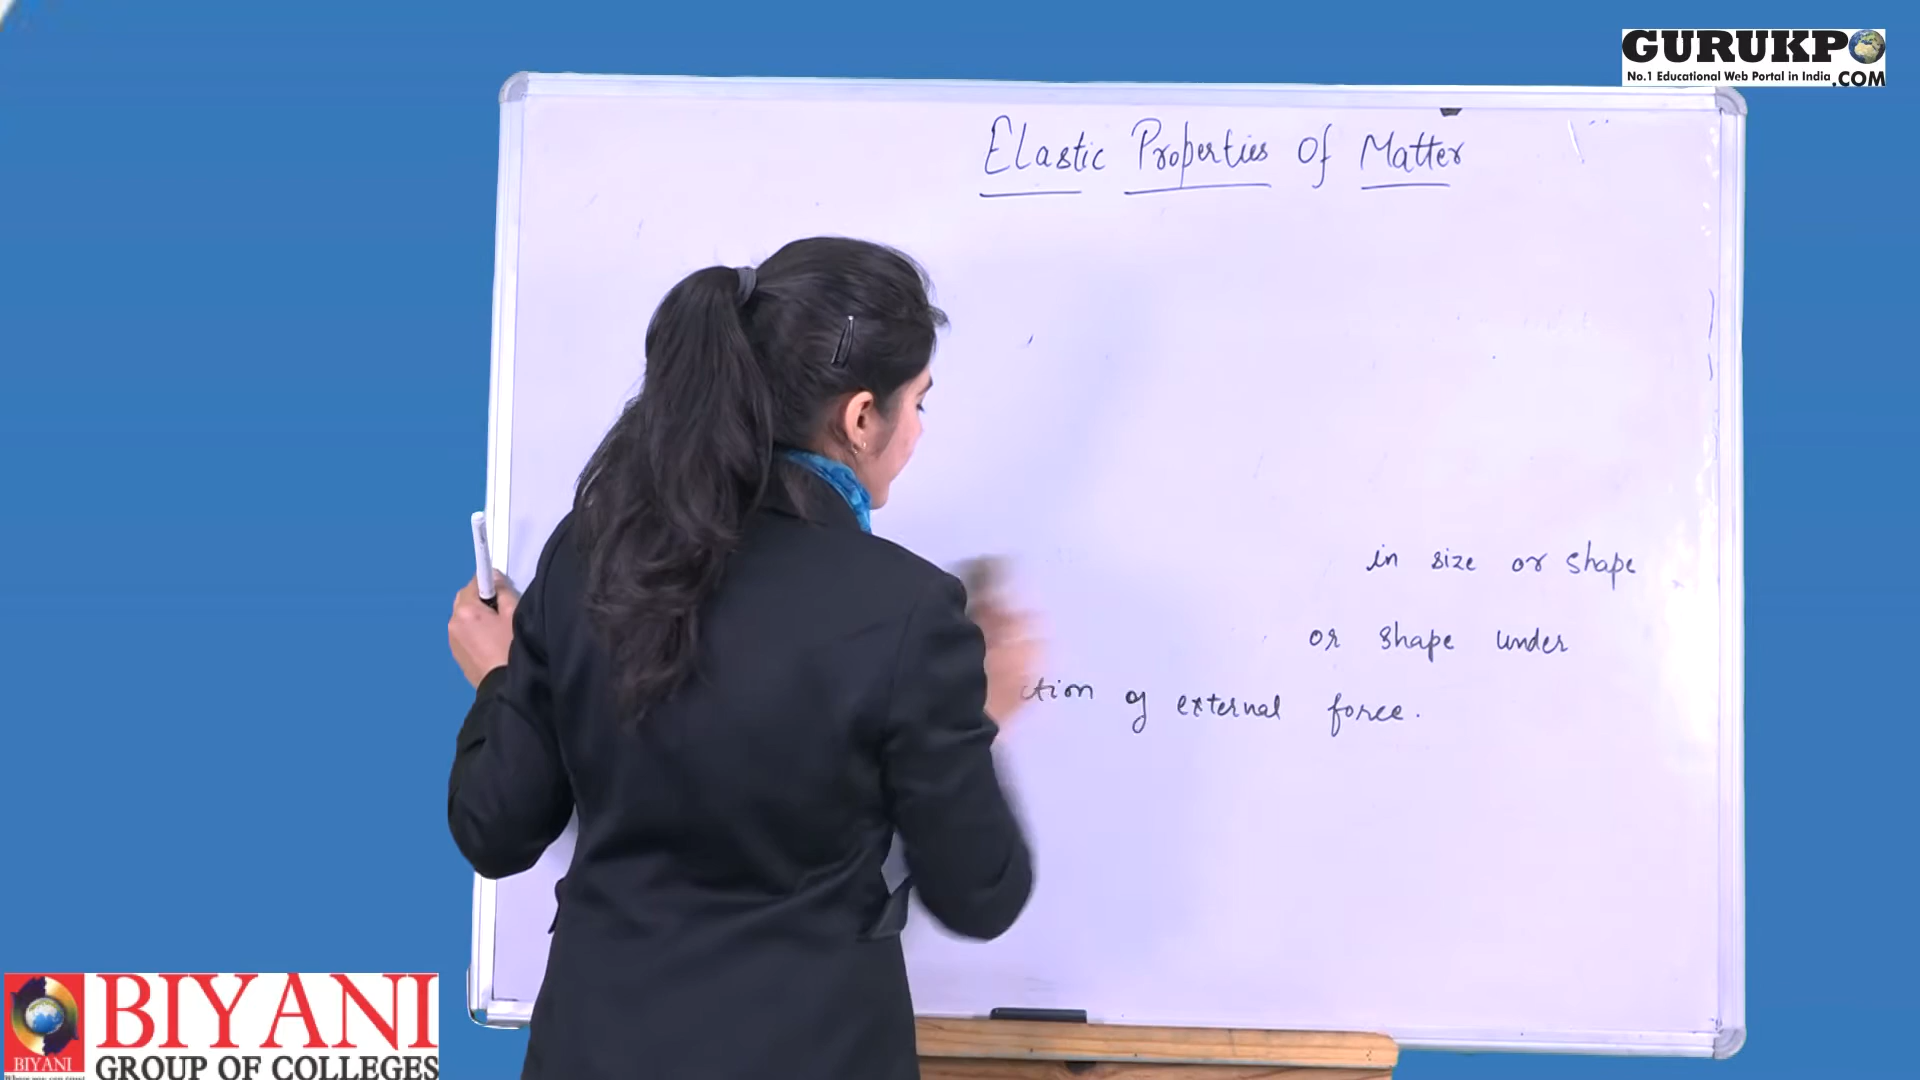 GURUKPO
No.1 Educational Web Portal in India .COM
Elastic Properties Of Matter
in size or shape
or shape under
ction of external force.
BIYANI
GROUP OF COLLEGES
BIYANI